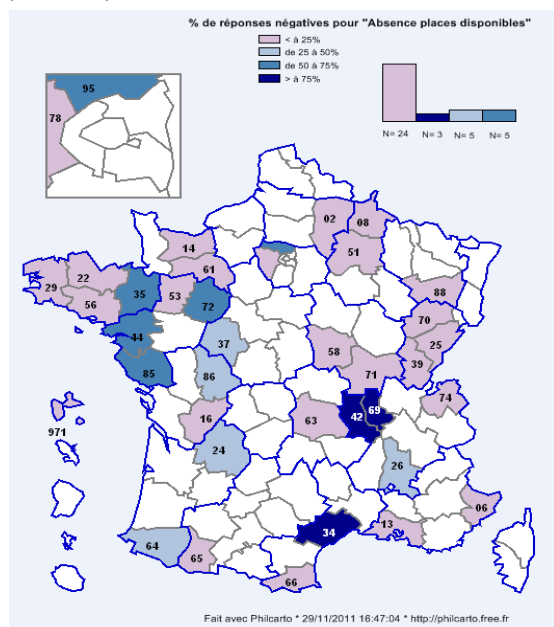 % de réponses négatives pour "Absence places disponibles"
< à 25%
de 25 à 50%
de 50 à 75%
> à 75%
N= 24 N= 3 N= 5 N= 5
95
78
02 08
14 51
61
22
29 35 53 88
56 72 70
44 37 25
58
85 86 71 39
74
16 63 42 69
971
24 26
06
13
34
64 65
66
Fait avec Philcarto * 29/11/2011 16:47:04 * http://philcarto.free.fr